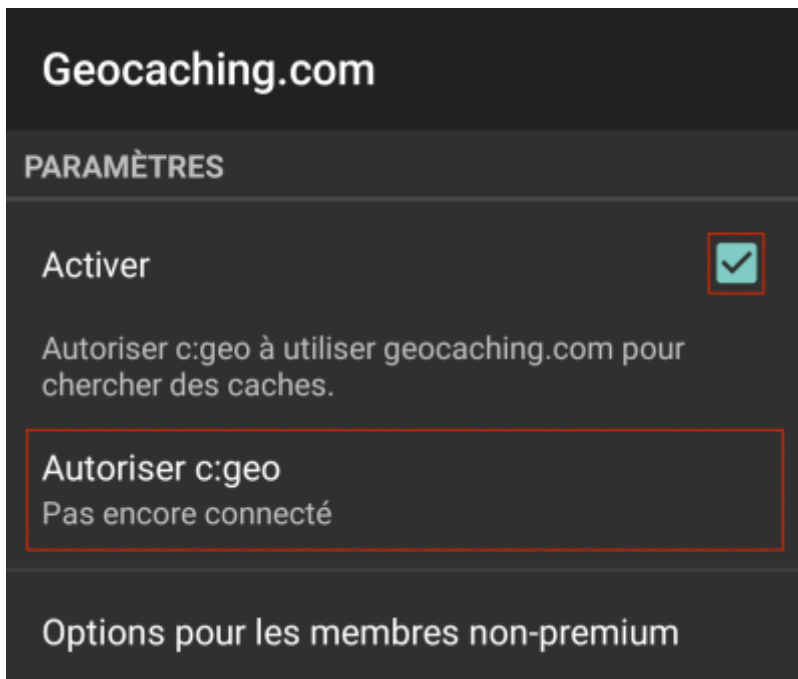 Geocaching.com
PARAMÈTRES
Activer
Autoriser c:geo à utiliser geocaching.com pour
chercher des caches.
Autoriser c:geo
Pas encore connecté
Options pour les membres non-premium